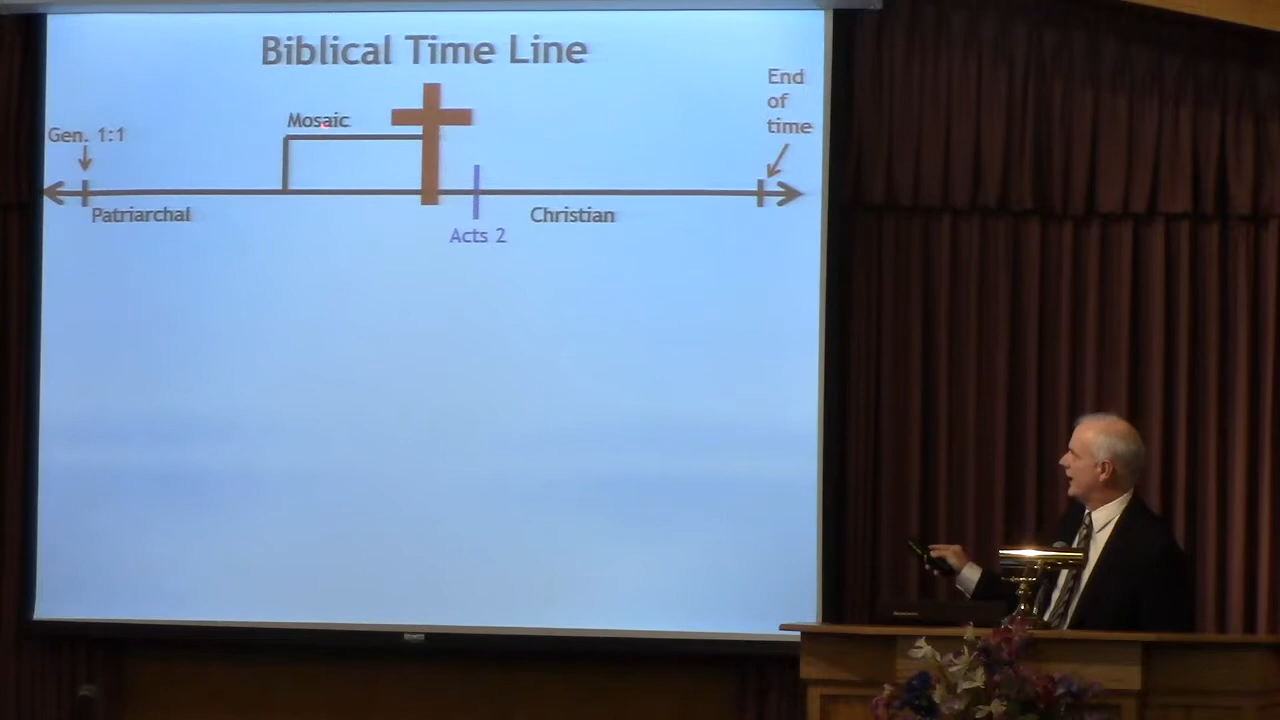 Biblical Time Line
End
of
time
Mosaic
Gen. 1:1
Patriarchal
Christian
Acts 2